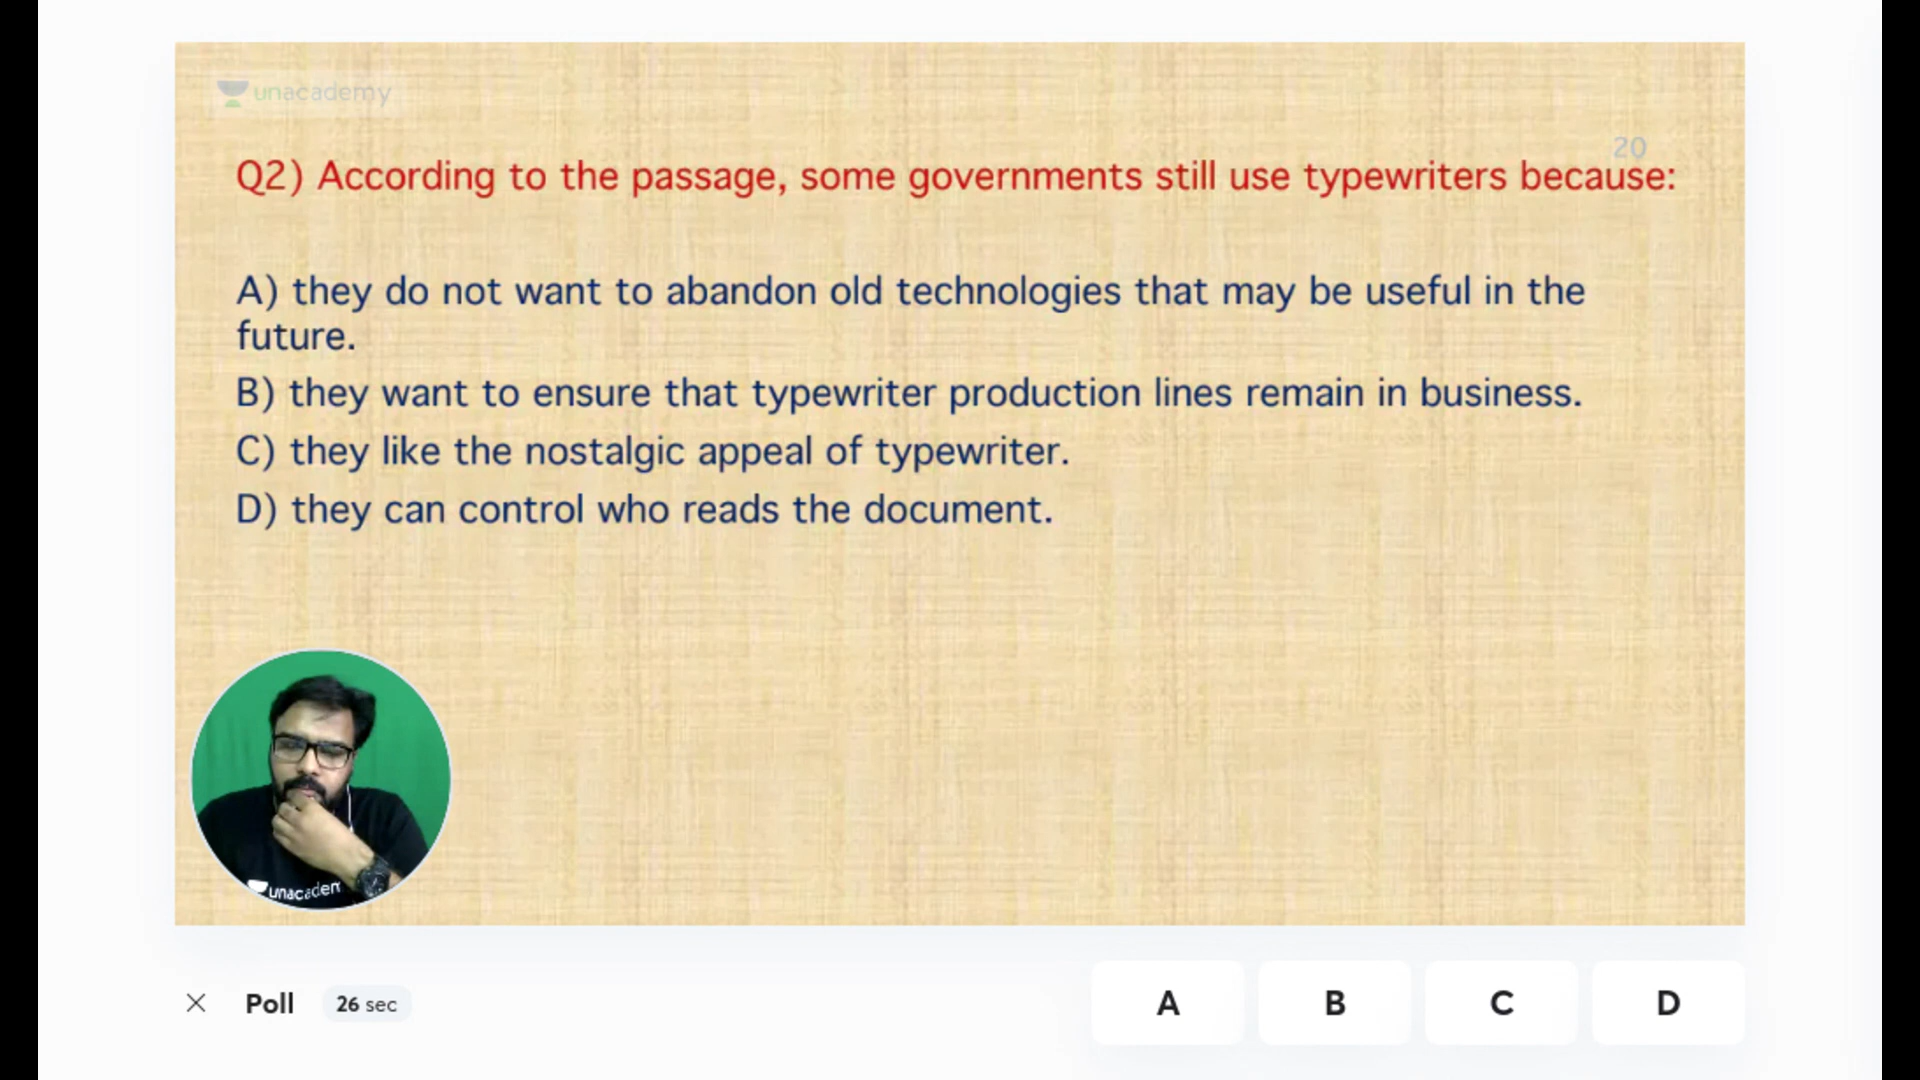 unacademy
20
Q2) According to the passage, some governments still use typewriters because:
A) they do not want to abandon old technologies that may be useful in the
future.
B) they want to ensure that typewriter production lines remain in business.
C) they like the nostalgic appeal of typewriter.
D) they can control who reads the document.
unacadem
Poll 26 sec A B C D